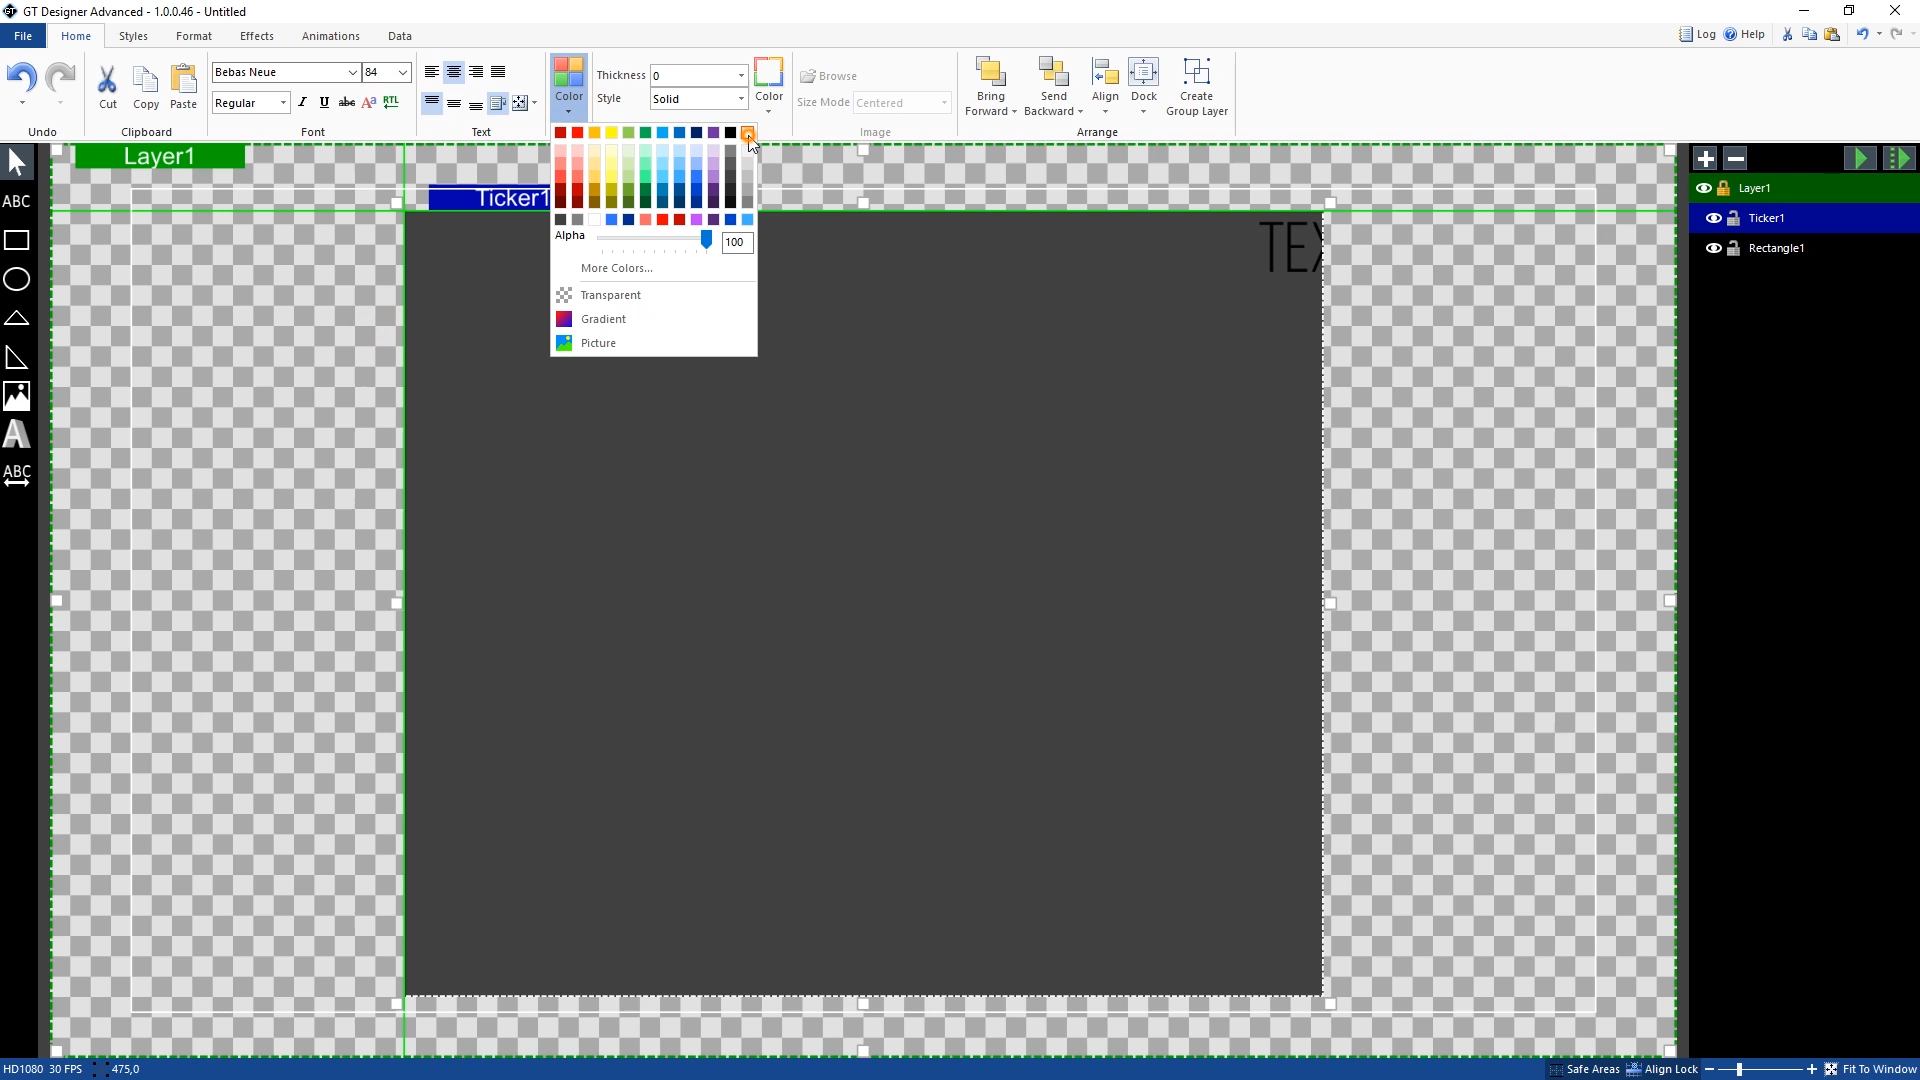 GT Designer Advanced - 1.0.0.46 - Untitled
File Home Styles Format Effects Animations Data Log Help
Bebas Neue 84 Thickness 0 Browse
Regular Style Solid Size Mode Centered
Cut Copy Paste Color Color Bring Forward Send Backward Align Dock Create Group Layer
Undo Clipboard Font Text Image Arrange
Layer1
Ticker1
ABC
ABC
Alpha 100
More Colors...
Transparent
Gradient
Picture
TEX
Layer1
Ticker1
Rectangle1
HD1080 30 FPS 475,0 Safe Areas Align Lock Fit To Window